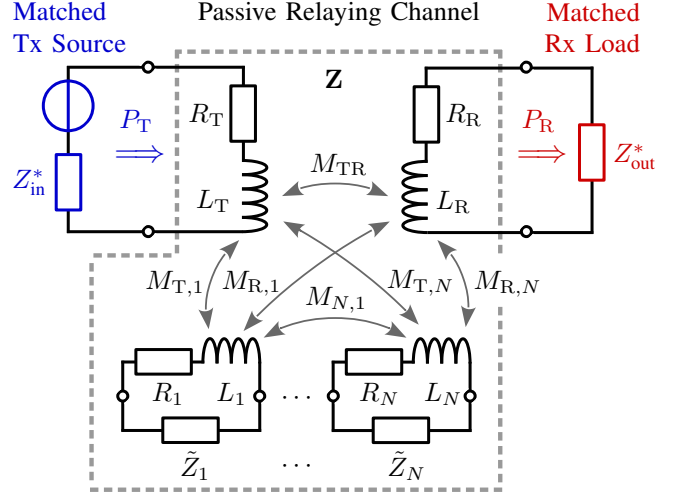 Matched
Tx Source
Passive Relaying Channel
Matched
Rx Load
Z
P_T
R_T
R_R
P_R
Z*_in
M_TR
Z*_out
L_T
L_R
M_T,1
M_R,1
M_T,N
M_R,N
M_N,1
R_1
L_1
...
R_N
L_N
Z̃_1
...
Z̃_N